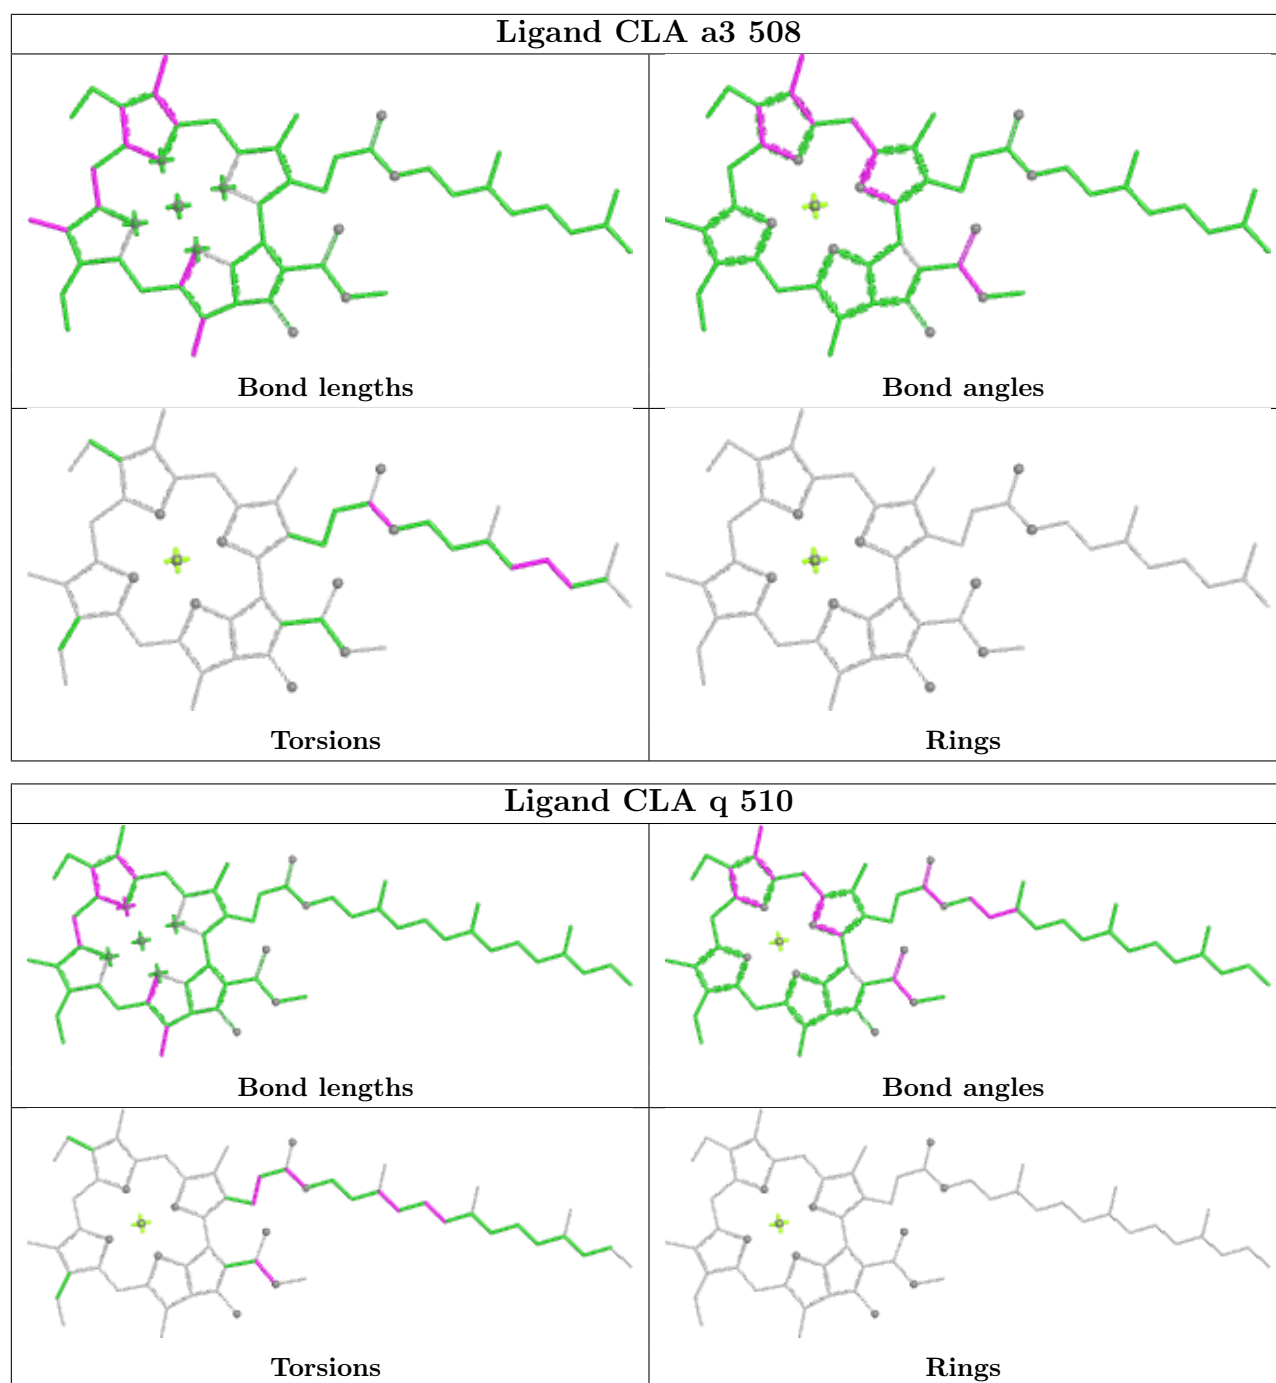 Ligand CLA a3 508
Bond lengths
Bond angles
Torsions
Rings
Ligand CLA q 510
Bond lengths
Bond angles
Torsions
Rings